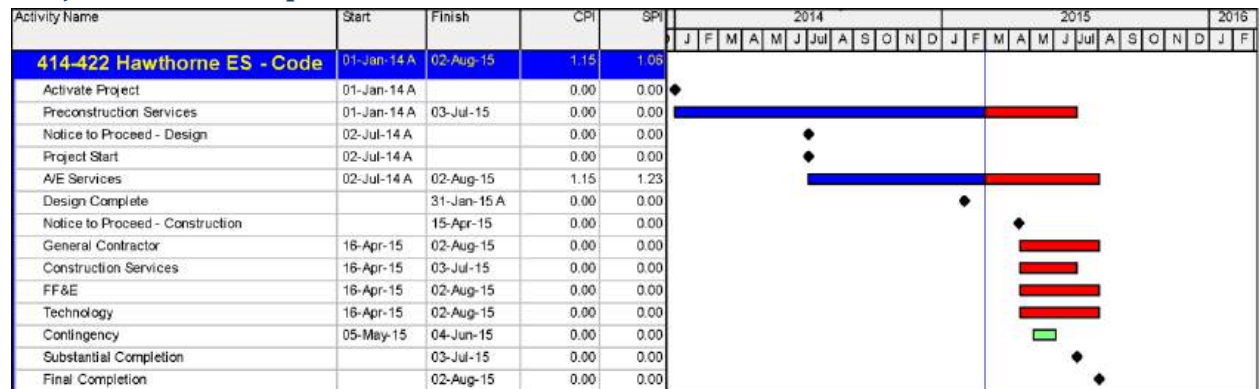 Activity Name Start Finish CPI SPI 2014 2015 2016
J F M A M J Jul A S O N D J F M A M J Jul A S O N D J F
414-422 Hawthorne ES - Code 01-Jan-14 A 02-Aug-15 1.15 1.06
Activate Project 01-Jan-14 A 0.00 0.00
Preconstruction Services 01-Jan-14 A 03-Jul-15 0.00 0.00
Notice to Proceed - Design 02-Jul-14 A 0.00 0.00
Project Start 02-Jul-14 A 0.00 0.00
A/E Services 02-Jul-14 A 02-Aug-15 1.15 1.23
Design Complete 31-Jan-15 A 0.00 0.00
Notice to Proceed - Construction 15-Apr-15 0.00 0.00
General Contractor 16-Apr-15 02-Aug-15 0.00 0.00
Construction Services 16-Apr-15 03-Jul-15 0.00 0.00
FF&E 16-Apr-15 02-Aug-15 0.00 0.00
Technology 16-Apr-15 02-Aug-15 0.00 0.00
Contingency 05-May-15 04-Jun-15 0.00 0.00
Substantial Completion 03-Jul-15 0.00 0.00
Final Completion 02-Aug-15 0.00 0.00